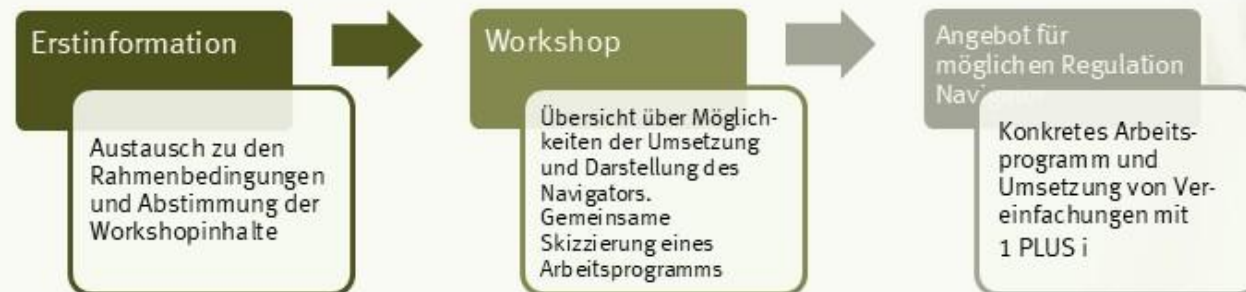 Erstinformation
Austausch zu den
Rahmenbedingungen
und Abstimmung der
Workshopinhalte
Workshop
Übersicht über Möglich-
keiten der Umsetzung
und Darstellung des
Navigators.
Gemeinsame
Skizzierung eines
Arbeitsprogramms
Angebot für
möglichen Regulation
Konkretes Arbeits-
programm und
Umsetzung von Ver-
einfachungen mit
1 PLUS i